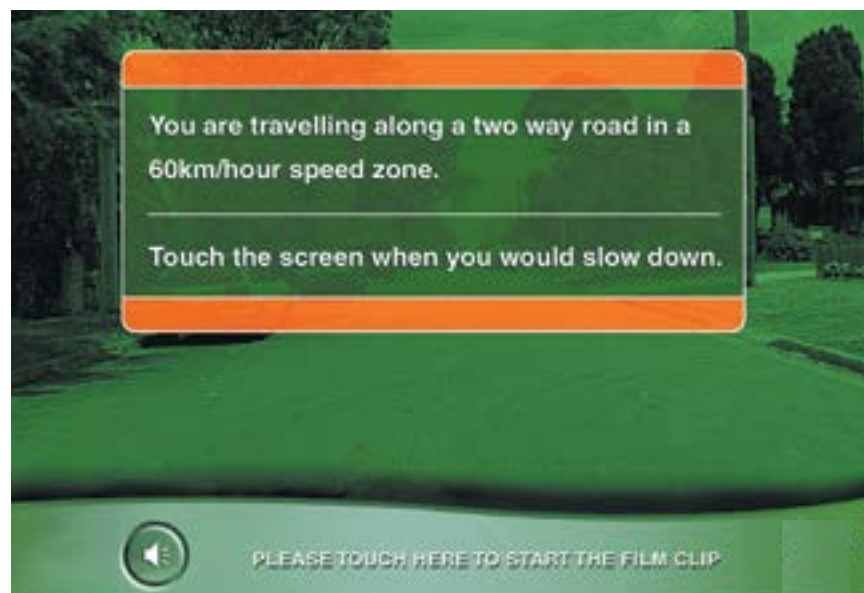 You are travelling along a two way road in a
60km/hour speed zone.
Touch the screen when you would slow down.
PLEASE TOUCH HERE TO START THE FILM CLIP